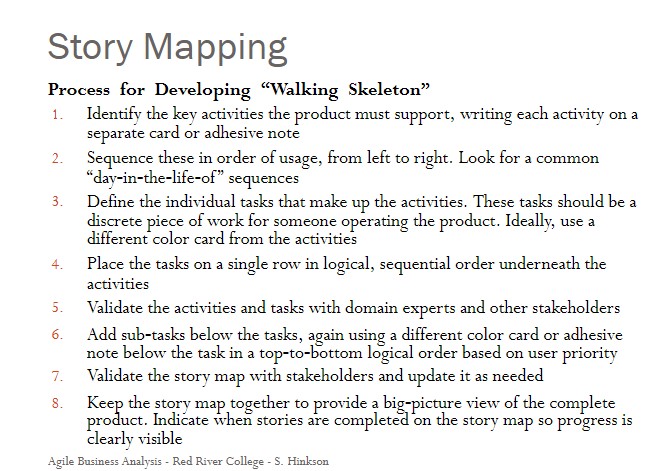 Story Mapping
Process for Developing “Walking Skeleton”
1. Identify the key activities the product must support, writing each activity on a
separate card or adhesive note
2. Sequence these in order of usage, from left to right. Look for a common
“day-in-the-life-of” sequences
3. Define the individual tasks that make up the activities. These tasks should be a
discrete piece of work for someone operating the product. Ideally, use a
different color card from the activities
4. Place the tasks on a single row in logical, sequential order underneath the
activities
5. Validate the activities and tasks with domain experts and other stakeholders
6. Add sub-tasks below the tasks, again using a different color card or adhesive
note below the task in a top-to-bottom logical order based on user priority
7. Validate the story map with stakeholders and update it as needed
8. Keep the story map together to provide a big-picture view of the complete
product. Indicate when stories are completed on the story map so progress is
clearly visible
Agile Business Analysis - Red River College - S. Hinkson